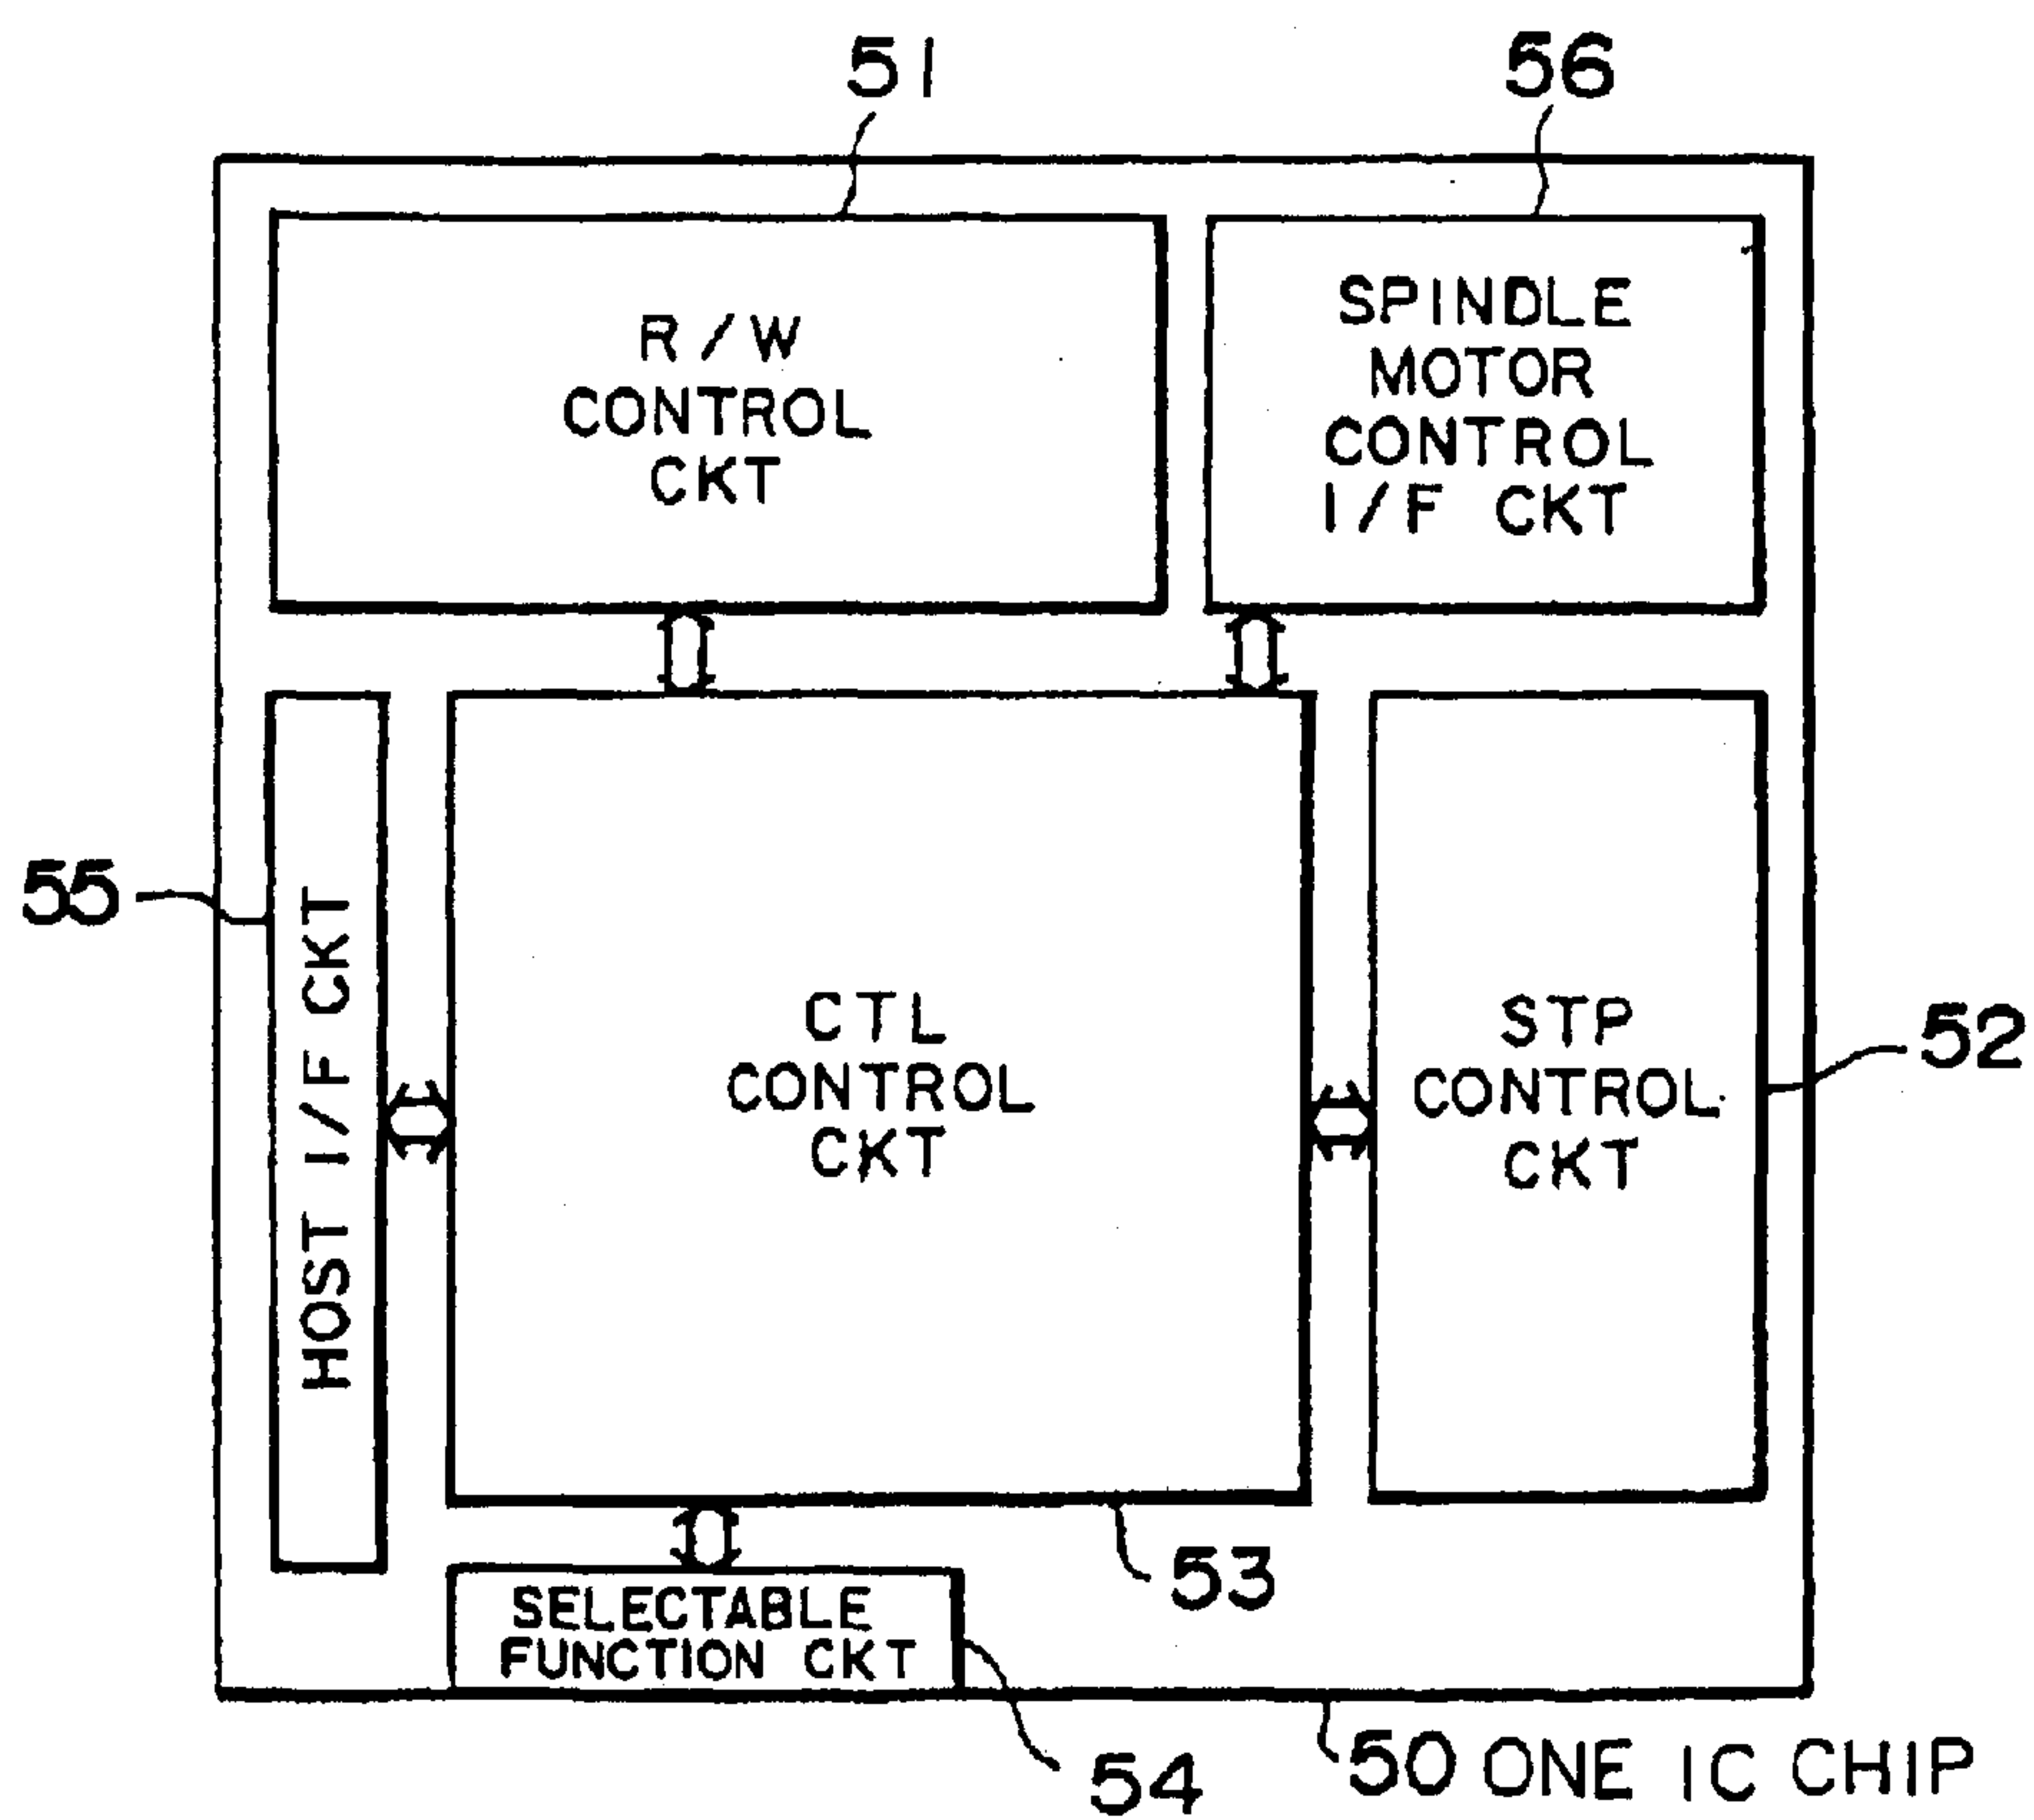 51
56
R/W
CONTROL
CKT
SPINDLE
MOTOR
CONTROL
I/F CKT
55
HOST I/F CKT
CTL
CONTROL
CKT
STP
CONTROL
CKT
52
53
SELECTABLE
FUNCTION CKT
54
50 ONE IC CHIP